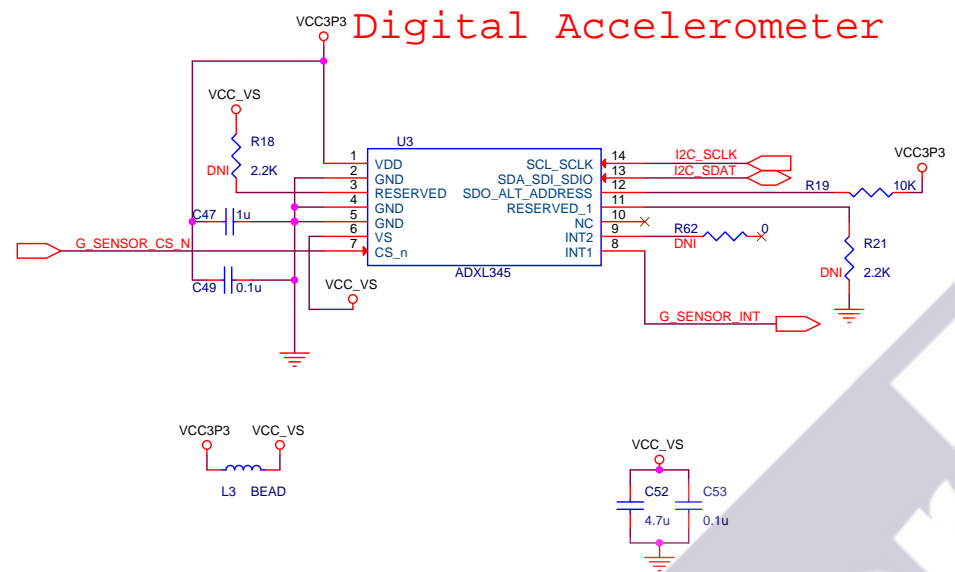 VCC3P3
Digital Accelerometer
VCC_VS
R18
DNI 2.2K
U3
1 VDD
2 GND
3 RESERVED
4 GND
5 GND
6 VS
7 CS_n
SCL_SCLK 14
SDA_SDI_SDIO 13
SDO_ALT_ADDRESS 12
RESERVED_1 11
NC 10
INT2 9
INT1 8
ADXL345
I2C_SCLK
I2C_SDAT
VCC3P3
R19 10K
R62 0
DNI
R21
DNI 2.2K
C47 1u
G_SENSOR_CS_N
C49 0.1u
VCC_VS
G_SENSOR_INT
VCC3P3 VCC_VS
L3 BEAD
VCC_VS
C52 C53
4.7u 0.1u